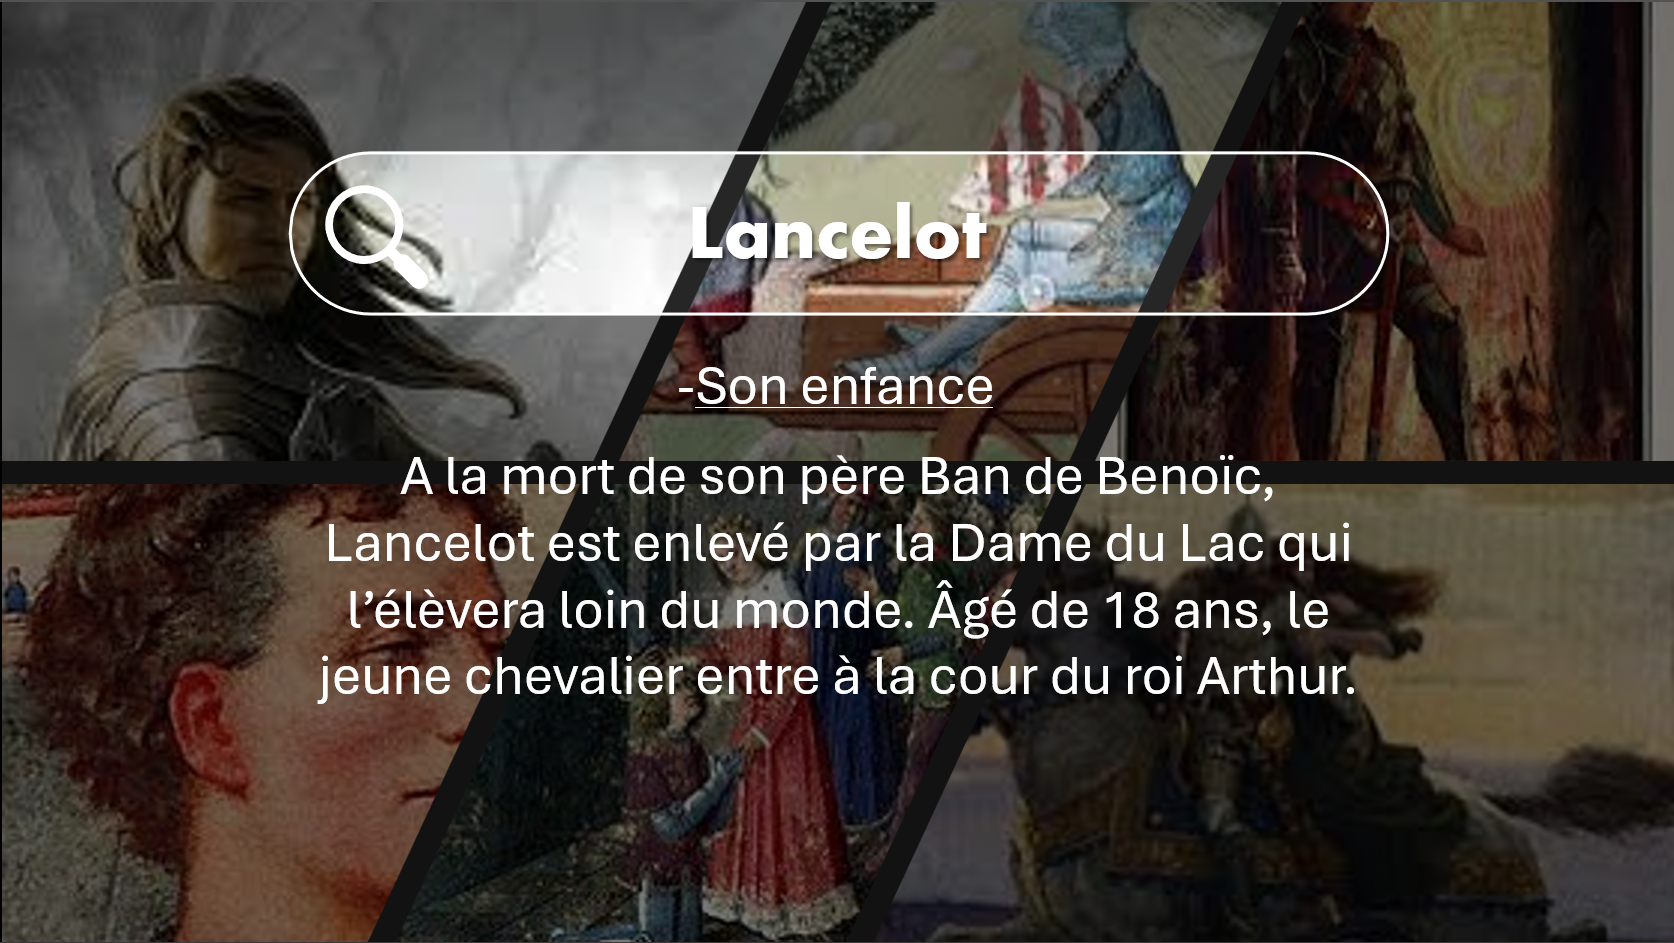 Lancelot
-Son enfance
A la mort de son père Ban de Benoïc,
Lancelot est enlevé par la Dame du Lac qui
l’élèvera loin du monde. Âgé de 18 ans, le
jeune chevalier entre à la cour du roi Arthur.